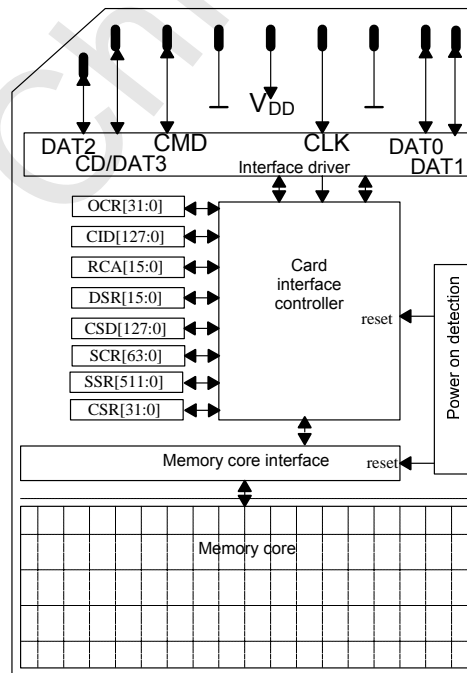 Chi
V DD
DAT2 CMD CLK DAT0
CD/DAT3 DAT1
Interface driver
OCR[31:0]
CID[127:0]
RCA[15:0]
DSR[15:0]
CSD[127:0]
SCR[63:0]
SSR[511:0]
CSR[31:0]
Card
interface
controller
reset
Power on detection
Memory core interface
reset
Memory core